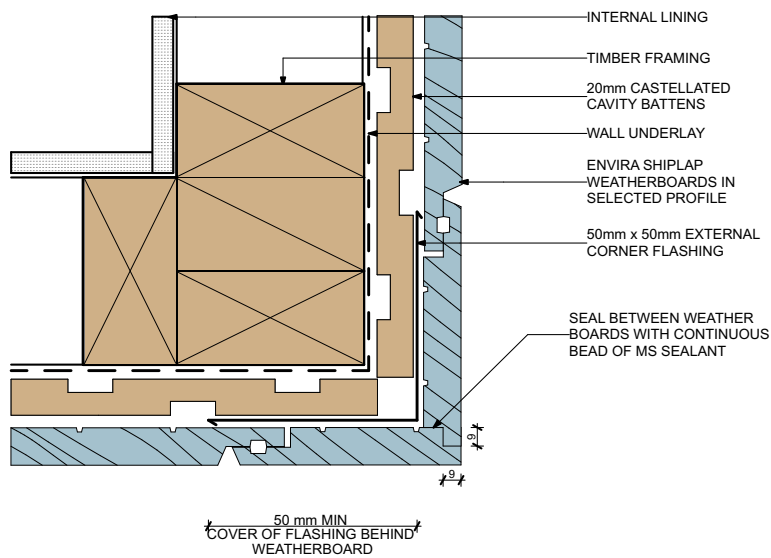 INTERNAL LINING
TIMBER FRAMING
20mm CASTELLATED
CAVITY BATTENS
WALL UNDERLAY
ENVIRA SHIPLAP
WEATHERBOARDS IN
SELECTED PROFILE
50mm x 50mm EXTERNAL
CORNER FLASHING
SEAL BETWEEN WEATHER
BOARDS WITH CONTINUOUS
BEAD OF MS SEALANT
9
9
50 mm MIN
COVER OF FLASHING BEHIND
WEATHERBOARD